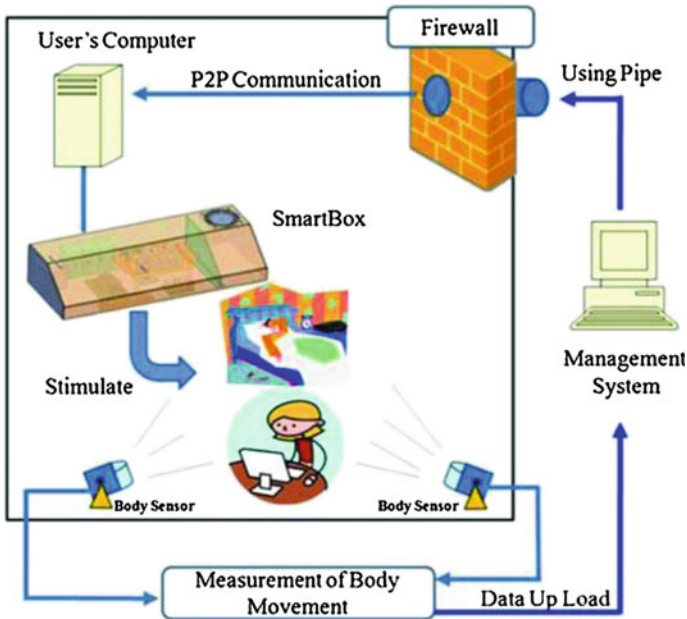 User's Computer
Firewall
P2P Communication
Using Pipe
SmartBox
Stimulate
Management
System
Body Sensor
Body Sensor
Measurement of Body
Movement
Data Up Load